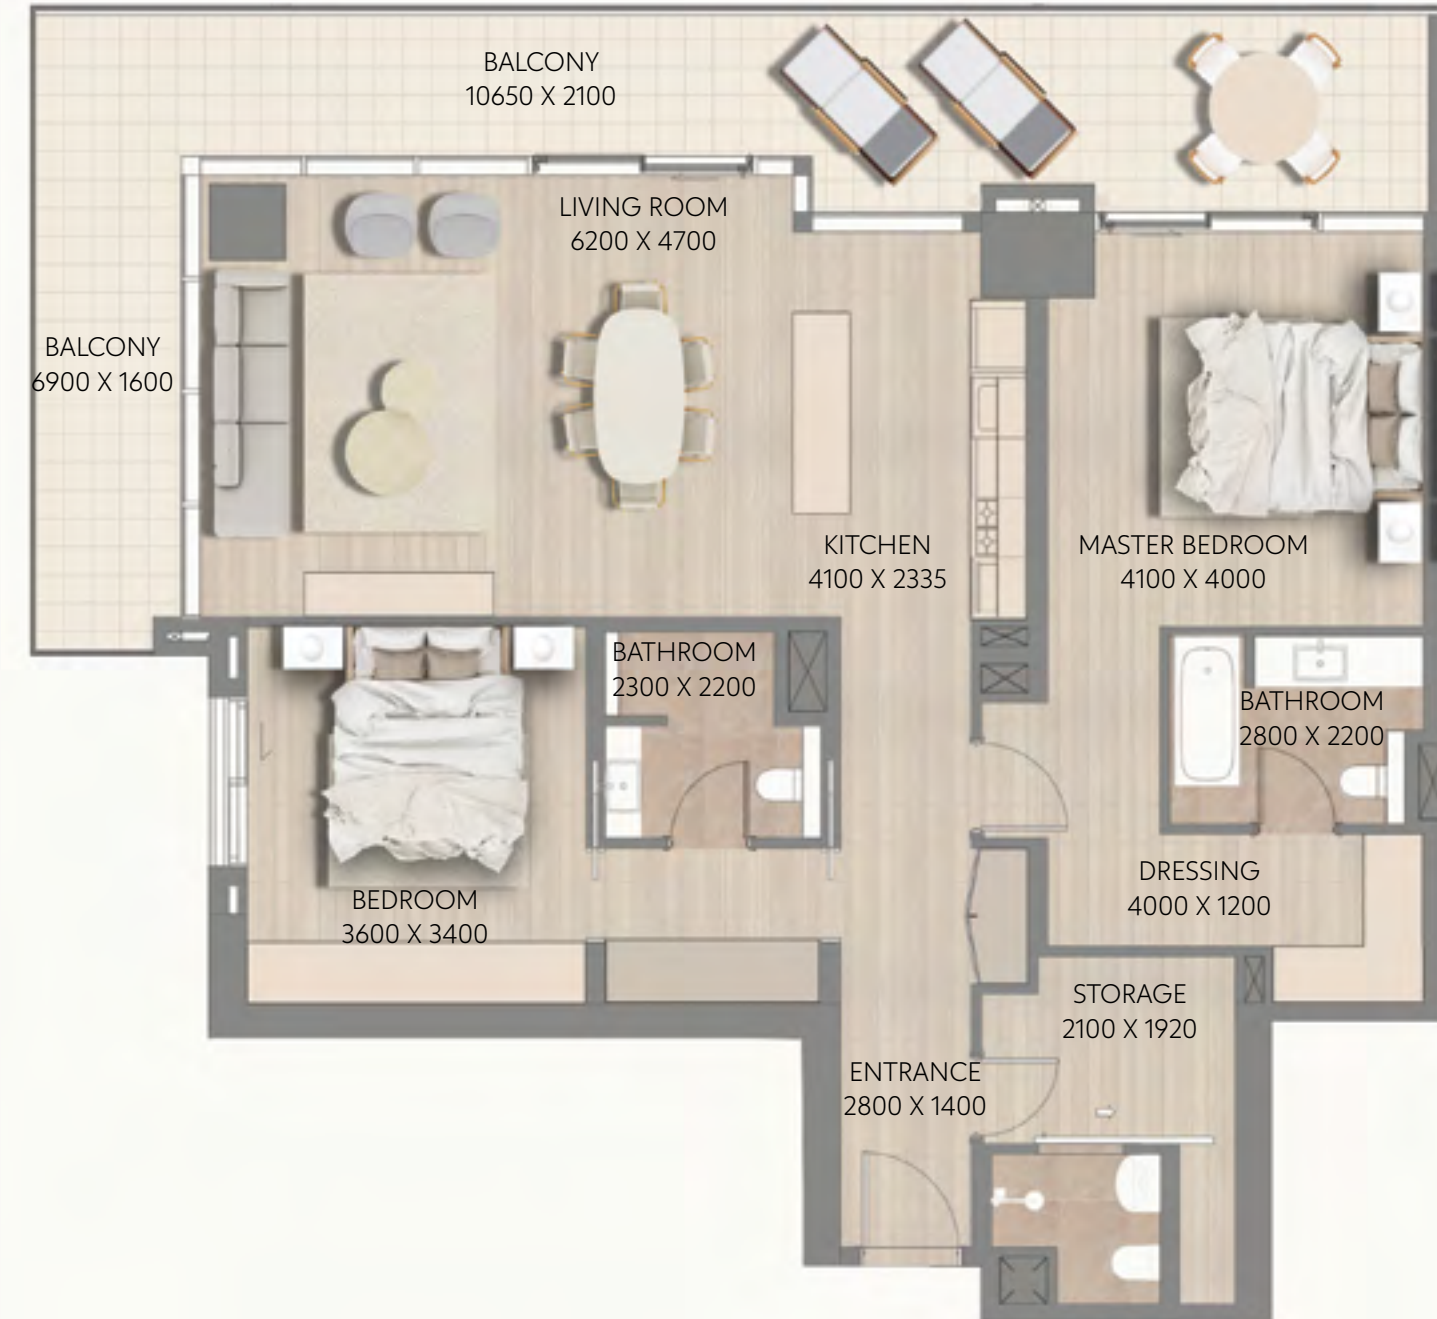 BALCONY
10650 X 2100
LIVING ROOM
6200 X 4700
BALCONY
6900 X 1600
KITCHEN
4100 X 2335
MASTER BEDROOM
4100 X 4000
BATHROOM
2300 X 2200
BATHROOM
2800 X 2200
BEDROOM
3600 X 3400
DRESSING
4000 X 1200
STORAGE
2100 X 1920
ENTRANCE
2800 X 1400